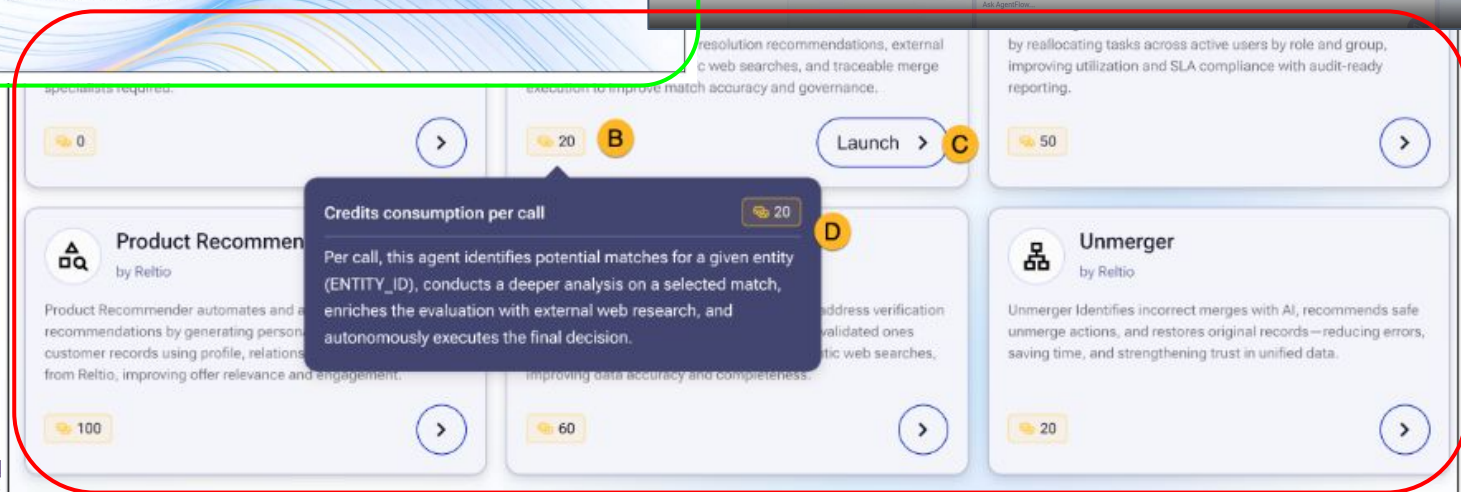 Ask AgentFlow...
resolution recommendations, external
c web searches, and traceable merge
execution to improve match accuracy and governance.
by reallocating tasks across active users by role and group,
improving utilization and SLA compliance with audit-ready
reporting.
specialists required.
0
20
B
Launch
C
50
Credits consumption per call
20
D
Per call, this agent identifies potential matches for a given entity
(ENTITY_ID), conducts a deeper analysis on a selected match,
enriches the evaluation with external web research, and
autonomously executes the final decision.
Product Recommen
by Reltio
Product Recommender automates and a
recommendations by generating person
customer records using profile, relations
from Reltio, improving offer relevance and engagement.
100
address verification
validated ones
tic web searches,
improving data accuracy and completeness.
60
Unmerger
by Reltio
Unmerger Identifies incorrect merges with AI, recommends safe
unmerge actions, and restores original records—reducing errors,
saving time, and strengthening trust in unified data.
20